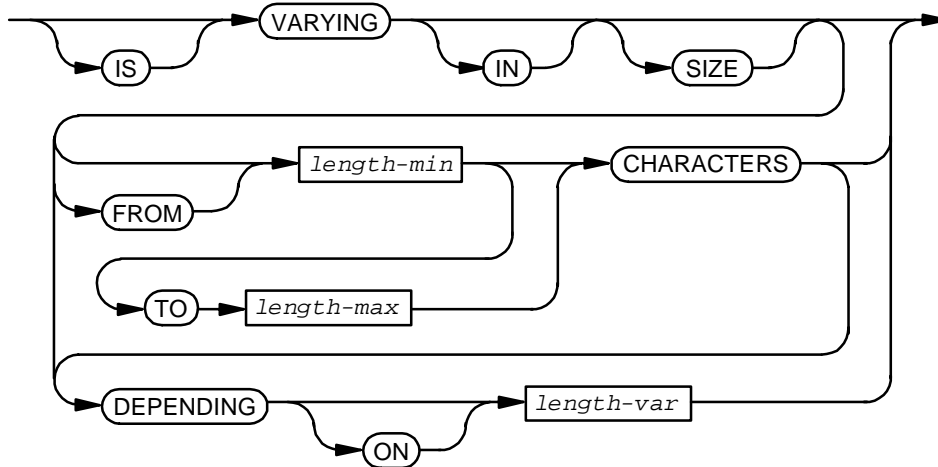 VARYING
IS
IN
SIZE
length-min
CHARACTERS
FROM
TO
length-max
DEPENDING
length-var
ON